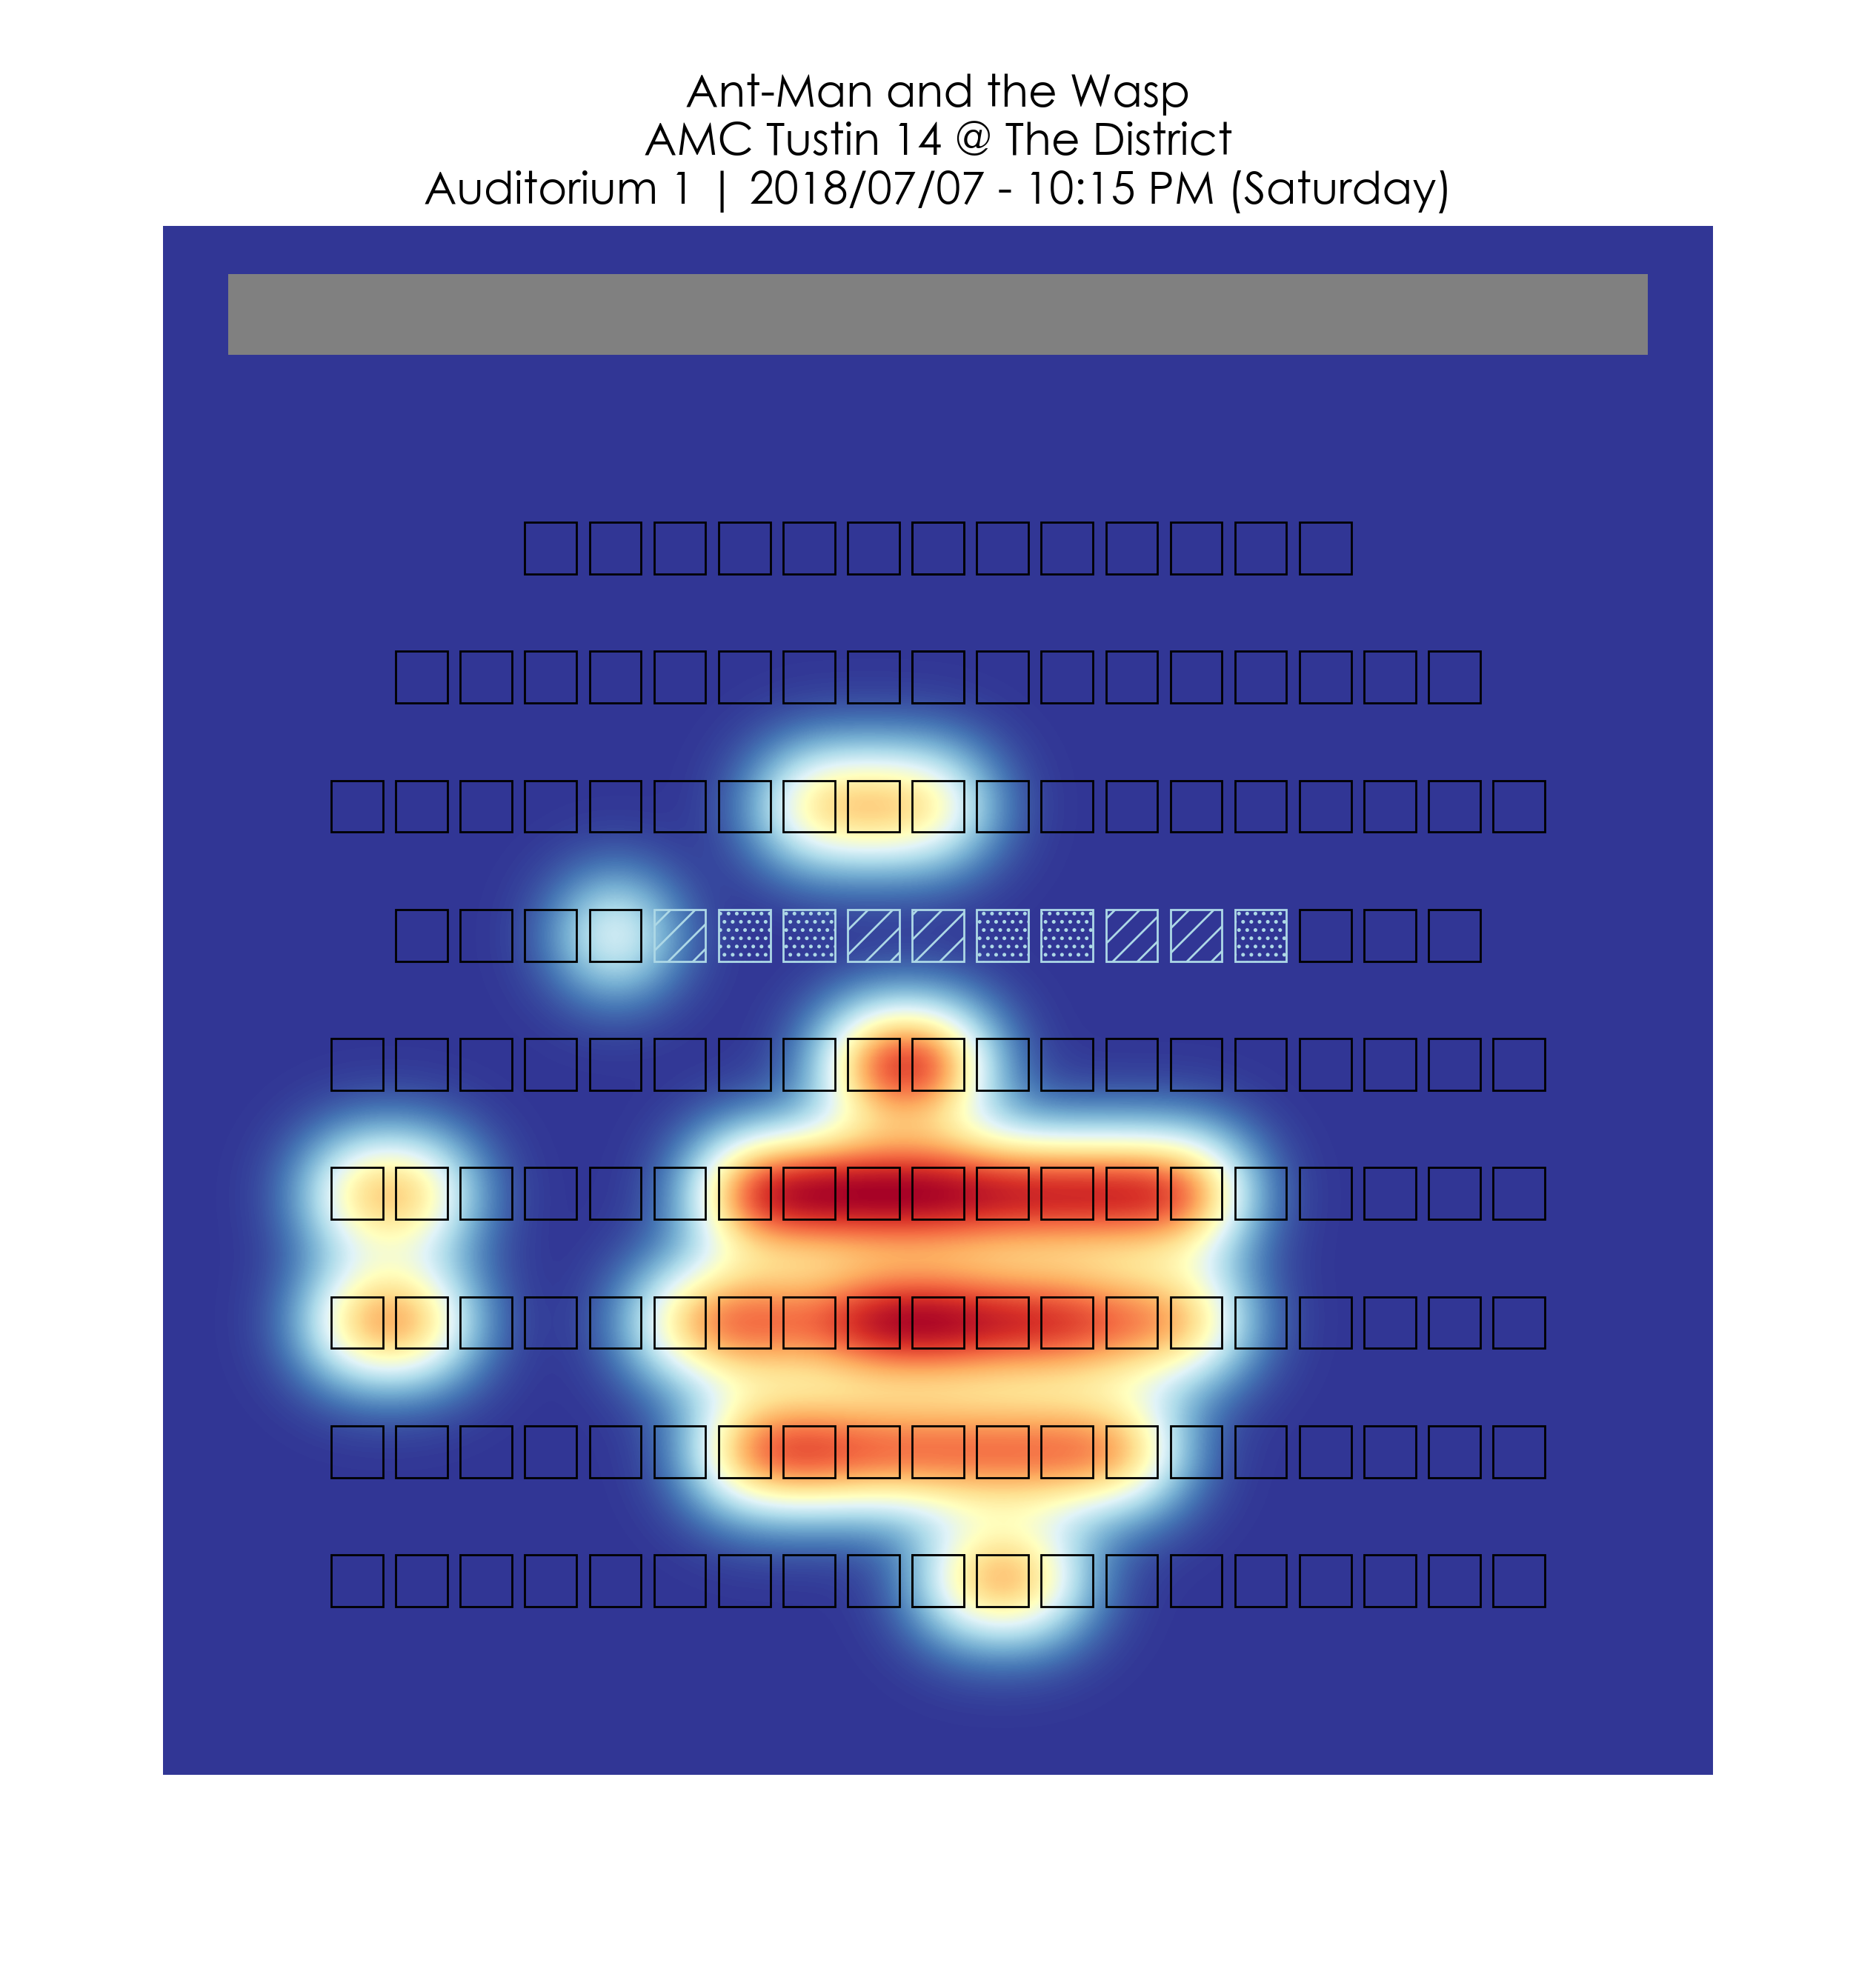 Ant-Man and the Wasp
AMC Tustin 14 @ The District
Auditorium 1 | 2018/07/07 - 10:15 PM (Saturday)